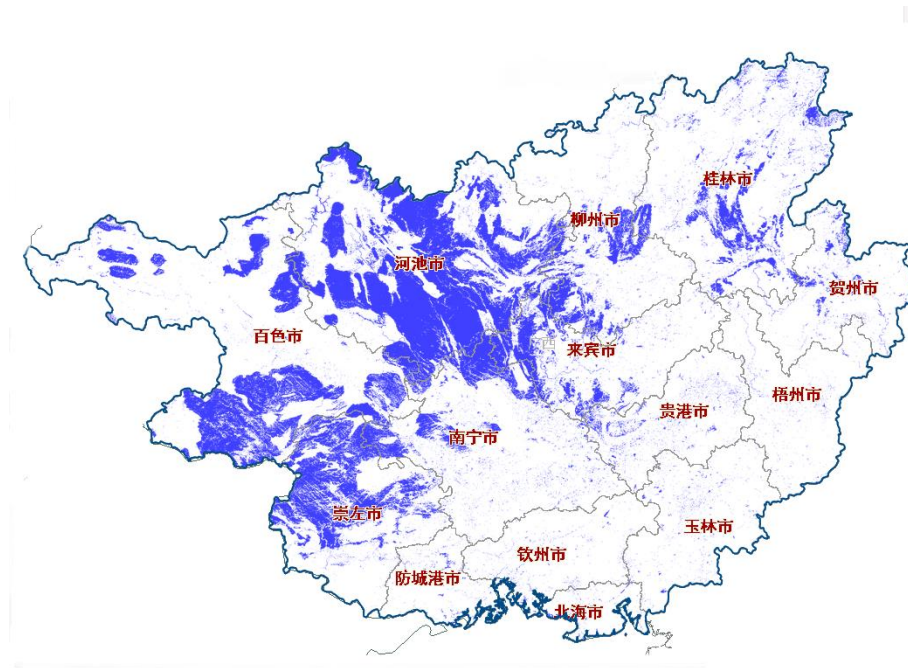 桂林市
柳州市
河池市
贺州市
百色市
来宾市
梧州市
贵港市
南宁市
崇左市
玉林市
钦州市
防城港市
北海市